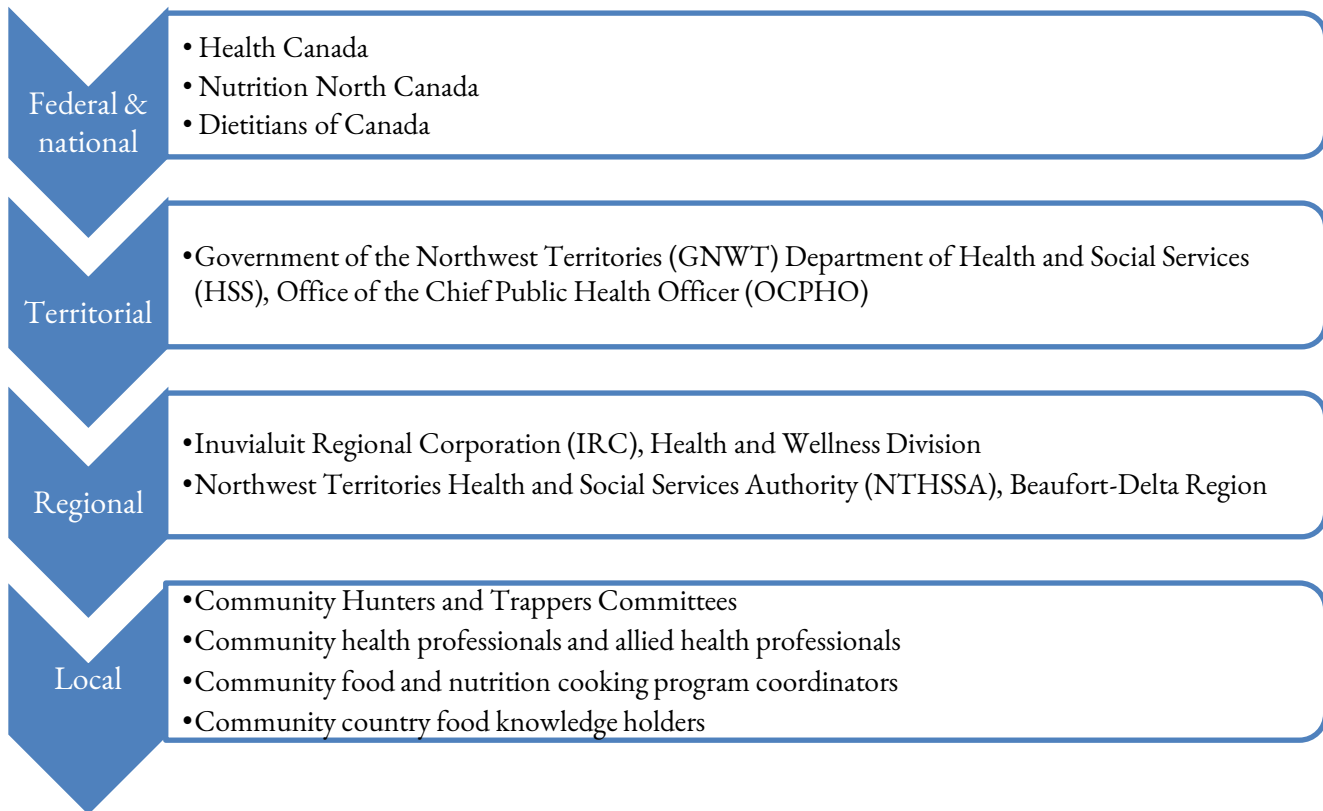 Federal &
national
• Health Canada
• Nutrition North Canada
• Dietitians of Canada
Territorial
•Government of the Northwest Territories (GNWT) Department of Health and Social Services
(HSS), Office of the Chief Public Health Officer (OCPHO)
Regional
•Inuvialuit Regional Corporation (IRC), Health and Wellness Division
•Northwest Territories Health and Social Services Authority (NTHSSA), Beaufort-Delta Region
Local
•Community Hunters and Trappers Committees
•Community health professionals and allied health professionals
•Community food and nutrition cooking program coordinators
•Community country food knowledge holders